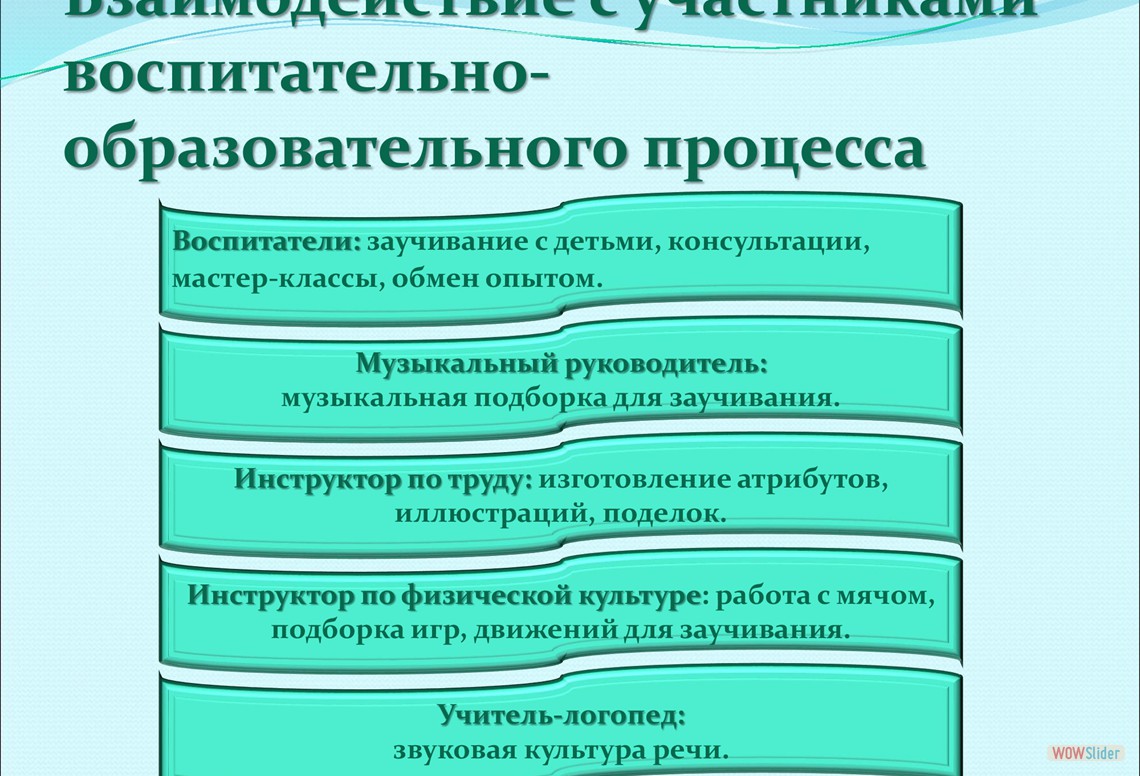 Взаимодействие с участниками
воспитательно-
образовательного процесса
Воспитатели: заучивание с детьми, консультации,
мастер-классы, обмен опытом.
Музыкальный руководитель:
музыкальная подборка для заучивания.
Инструктор по труду: изготовление атрибутов,
иллюстраций, поделок.
Инструктор по физической культуре: работа с мячом,
подборка игр, движений для заучивания.
Учитель-логопед:
звуковая культура речи.
WOWSlider